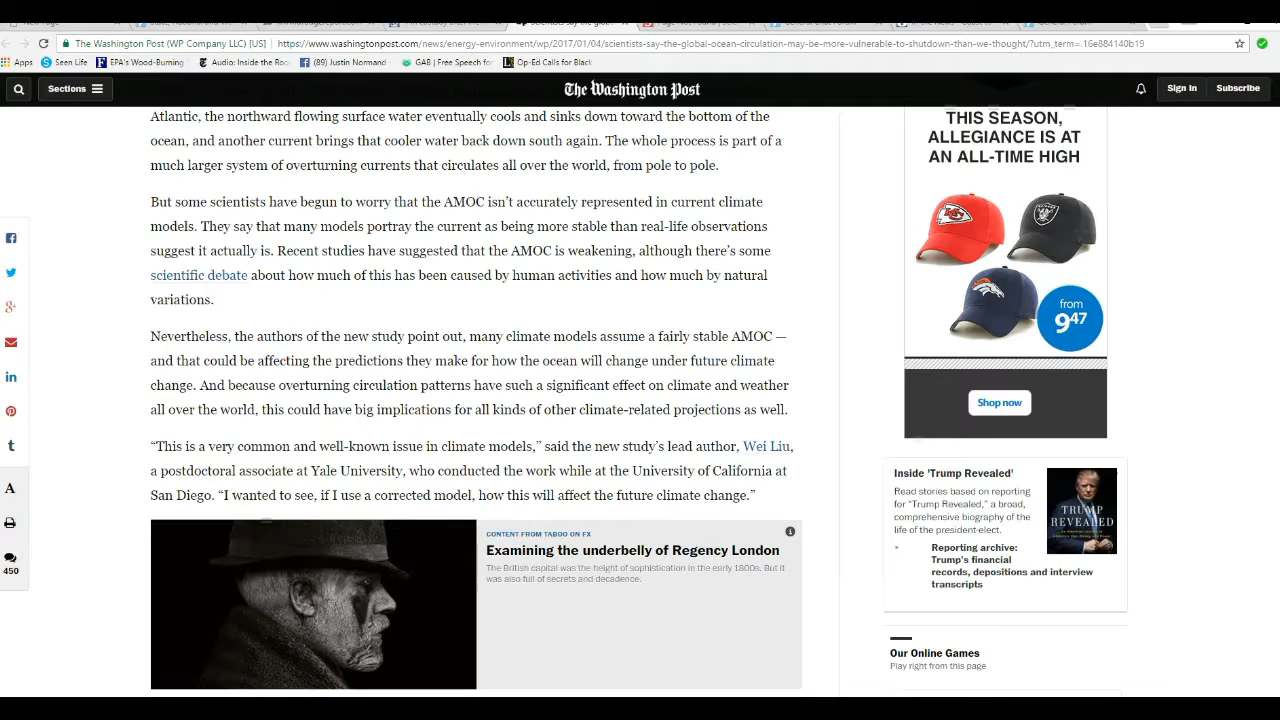 The Washington Post (WP Company LLC) [US]
https://www.washingtonpost.com/news/energy-environment/wp/2017/01/04/scientists-say-the-global-ocean-circulation-may-be-more-vulnerable-to-shutdown-than-we-thought/?utm_term=.16e884140b19
Apps
Seen Life
EPA's Wood-Burning
Audio: Inside the Roo
(89) Justin Normand
GAB | Free Speech fo
Op-Ed Calls for Black
Sections
The Washington Post
Sign In
Subscribe
Atlantic, the northward flowing surface water eventually cools and sinks down toward the bottom of the
ocean, and another current brings that cooler water back down south again. The whole process is part of a
much larger system of overtuning currents that circulates all over the world, from pole to pole.
But some scientists have begun to worry that the AMOC isn’t accurately represented in current climate
models. They say that many models portray the current as being more stable than real-life observations
suggest it actually is. Recent studies have suggested that the AMOC is weakening, although there’s some
scientific debate about how much of this has been caused by human activities and how much by natural
variations.
Nevertheless, the authors of the new study point out, many climate models assume a fairly stable AMOC —
and that could be affecting the predictions they make for how the ocean will change under future climate
change. And because overturning circulation patterns have such a significant effect on climate and weather
all over the world, this could have big implications for all kinds of other climate-related projections as well.
“This is a very common and well-known issue in climate models,” said the new study’s lead author, Wei Liu,
a postdoctoral associate at Yale University, who conducted the work while at the University of California at
San Diego. “I wanted to see, if I use a corrected model, how this will affect the future climate change.”
CONTENT FROM TABOO ON FX
Examining the underbelly of Regency London
The British capital was the height of sophistication in the early 1800s. But it
was also full of secrets and decadence.
450
THIS SEASON,
ALLEGIANCE IS AT
AN ALL-TIME HIGH
from
9 47
Shop now
Inside 'Trump Revealed'
Read stories based on reporting
for “Trump Revealed,” a broad,
comprehensive biography of the
life of the president-elect.
Reporting archive:
Trump’s financial
records, depositions and interview
transcripts
TRUMP
REVEALED
Our Online Games
Play right from this page